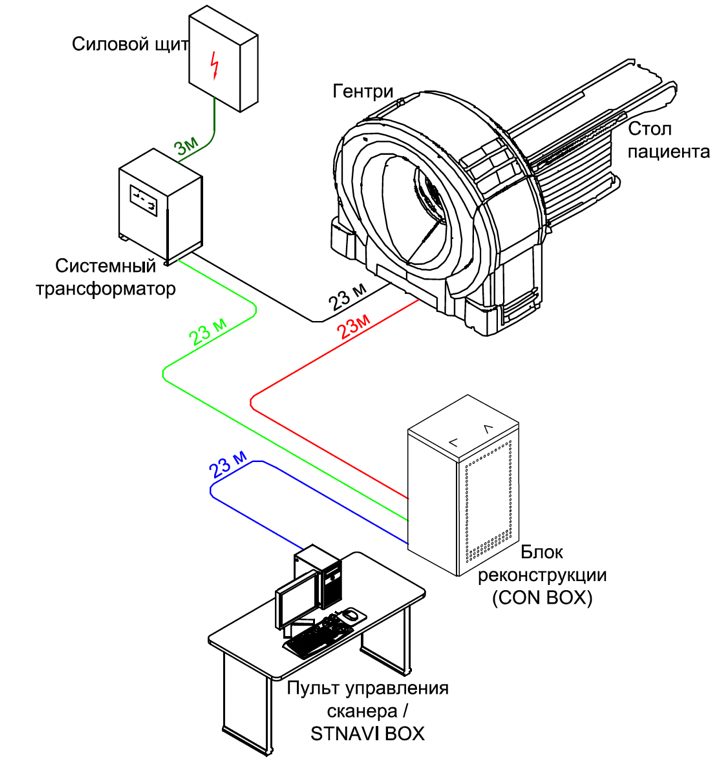 Силовой щит
Гентри
Стол
пациента
3м
Системный
трансформатор
23 м
23 м
23м
23 м
Блок
реконструкции
(CON BOX)
Пульт управления
сканера /
STNAVI BOX